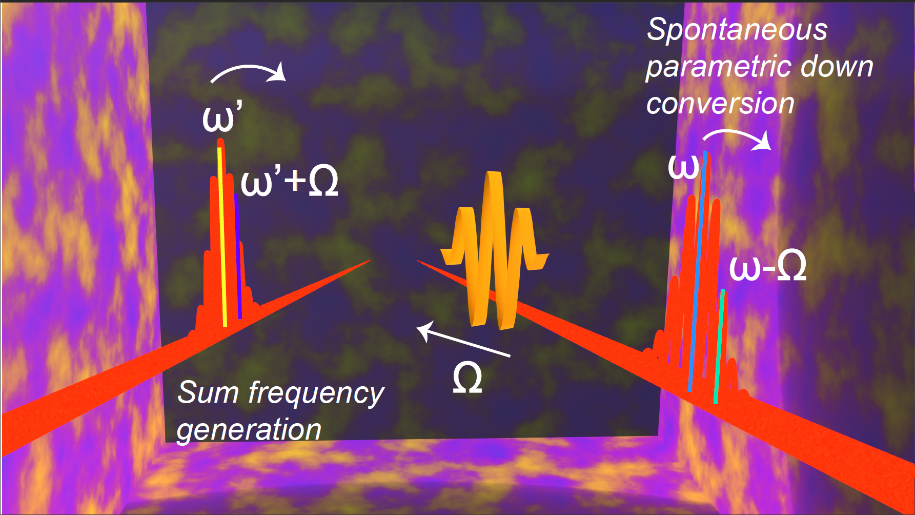 Spontaneous
parametric down
conversion
ω’
ω’+Ω
ω
ω-Ω
Ω
Sum frequency
generation